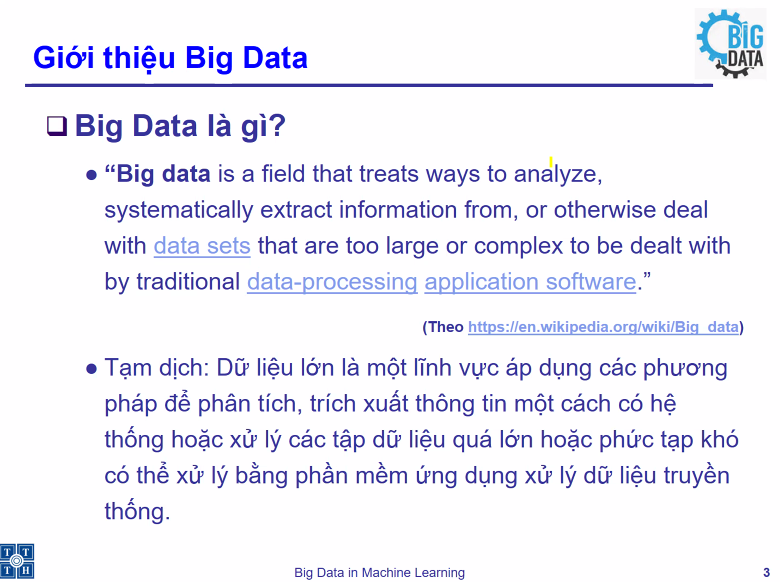 BIG
DATA
Giới thiệu Big Data
Big Data là gì?
“Big data is a field that treats ways to analyze,
systematically extract information from, or otherwise deal
with data sets that are too large or complex to be dealt with
by traditional data-processing application software.”
(Theo https://en.wikipedia.org/wiki/Big_data)
Tạm dịch: Dữ liệu lớn là một lĩnh vực áp dụng các phương
pháp để phân tích, trích xuất thông tin một cách có hệ
thống hoặc xử lý các tập dữ liệu quá lớn hoặc phức tạp khó
có thể xử lý bằng phần mềm ứng dụng xử lý dữ liệu truyền
thống.
T T
T H
Big Data in Machine Learning
3